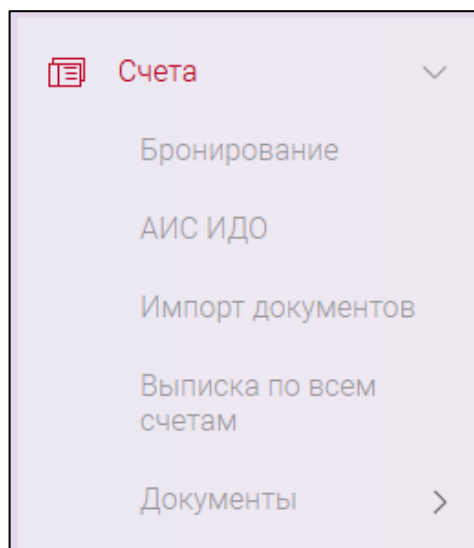 Счета
Бронирование
АИС ИДО
Импорт документов
Выписка по всем
счетам
Документы